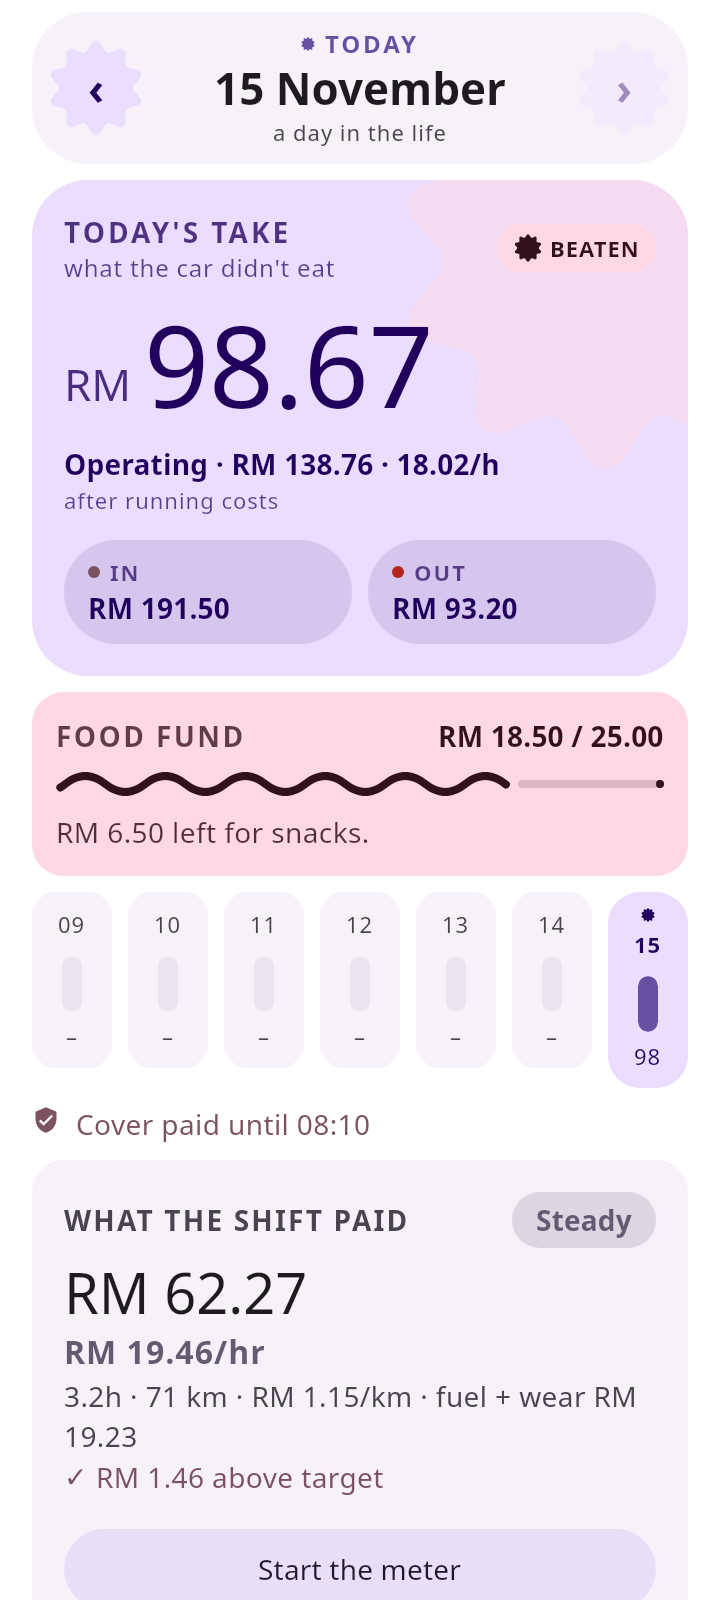 TODAY
‹
15 November
›
a day in the life
TODAY'S TAKE
what the car didn't eat
BEATEN
RM 98.67
Operating · RM 138.76 · 18.02/h
after running costs
IN
RM 191.50
OUT
RM 93.20
FOOD FUND
RM 18.50 / 25.00
RM 6.50 left for snacks.
09
–
10
–
11
–
12
–
13
–
14
–
15
98
Cover paid until 08:10
WHAT THE SHIFT PAID
Steady
RM 62.27
RM 19.46/hr
3.2h · 71 km · RM 1.15/km · fuel + wear RM
19.23
✓ RM 1.46 above target
Start the meter